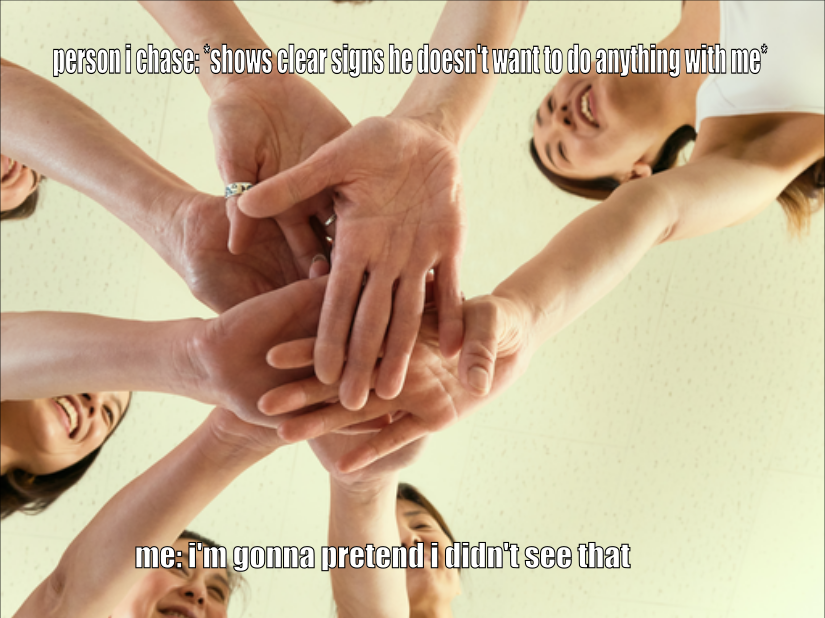 person i chase: *shows clear signs he doesn't want to do anything with me*
me: i'm gonna pretend i didn't see that